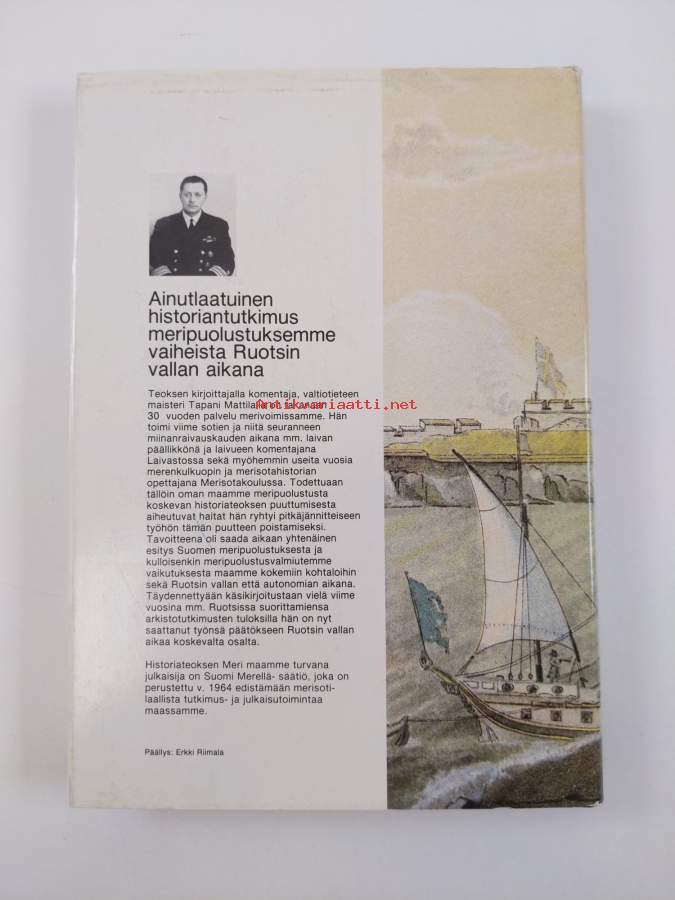 Ainutlaatuinen
historiantutkimus
meripuolustuksemme
vaiheista Ruotsin
vallan aikana
Teoksen kirjoittajalla komentaja, valtiotieteen
maisteri Tapani Mattilalla on takanaan
Antikvariaatti.net
30 vuoden palvelu merivoimissamme. Hän
toimi viime sotien ja niitä seuranneen
miinanraivauskauden aikana mm. laivan
päällikkönä ja laivueen komentajana
Laivastossa sekä myöhemmin useita vuosia
merenkulkuopin ja merisotahistorian
opettajana Merisotakoulussa. Todettuaan
tällöin oman maamme meripuolustusta
koskevan historiateoksen puuttumisesta
aiheutuvat haitat hän ryhtyi pitkäjännitteiseen
työhön tämän puutteen poistamiseksi.
Tavoitteena oli saada aikaan yhtenäinen
esitys Suomen meripuolustuksesta ja
kulloisenkin meripuolustusvalmiutemme
vaikutuksesta maamme kokemiin kohtaloihin
sekä Ruotsin vallan että autonomian aikana.
Täydennettyään käsikirjoitustaan vielä viime
vuosina mm. Ruotsissa suorittamiensa
arkistotutkimusten tuloksilla hän on nyt
saattanut työnsä päätökseen Ruotsin vallan
aikaa koskevalta osalta.
Historiateoksen Meri maamme turvana
julkaisija on Suomi Merellä- säätiö, joka on
perustettu v. 1964 edistämään merisoti-
laallista tutkimus- ja julkaisutoimintaa
maassamme.
Päällys: Erkki Riimala